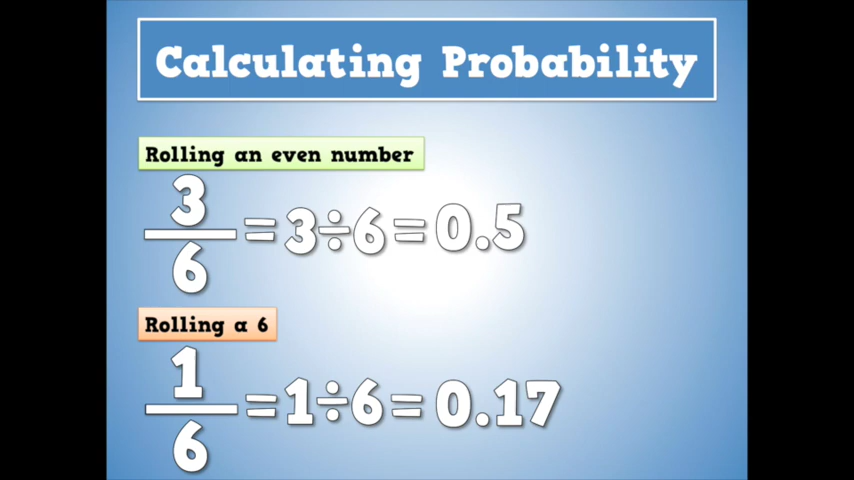 Calculating Probability
Rolling an even number
3/6 = 3÷6 = 0.5
Rolling a 6
1/6 = 1÷6 = 0.17